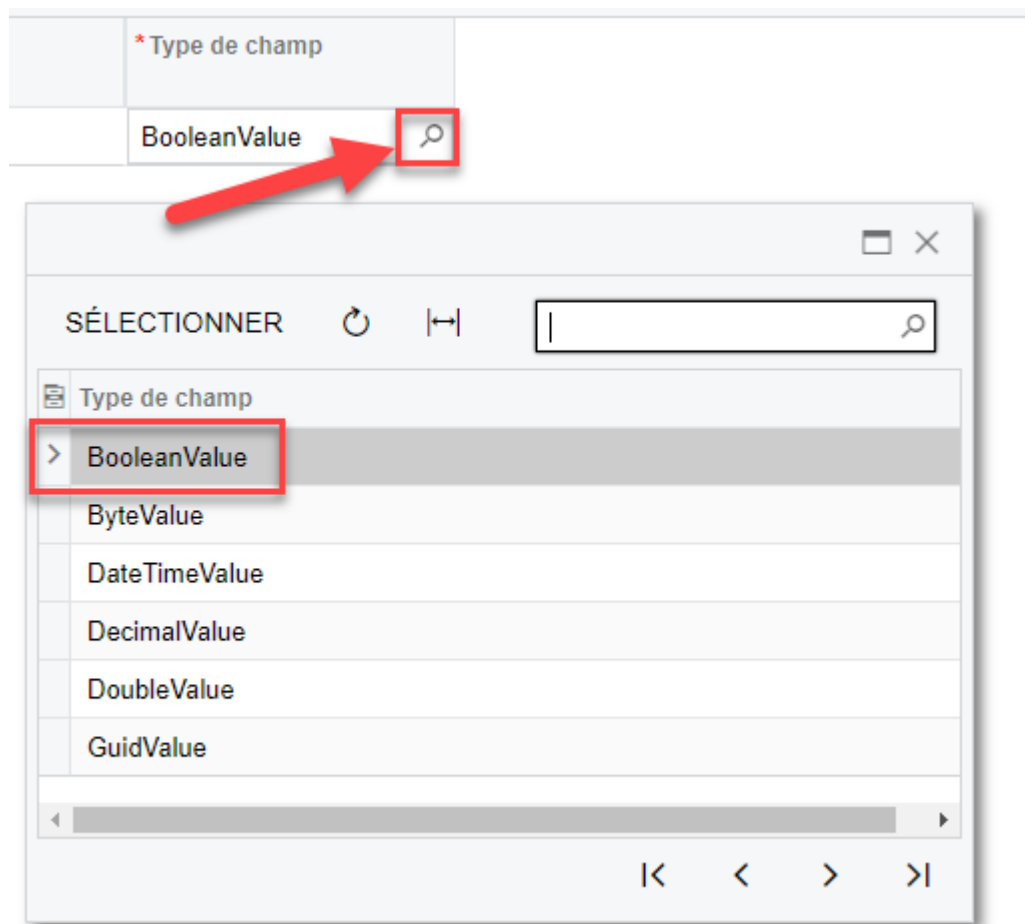 * Type de champ
BooleanValue
SÉLECTIONNER
Type de champ
BooleanValue
ByteValue
DateTimeValue
DecimalValue
DoubleValue
GuidValue